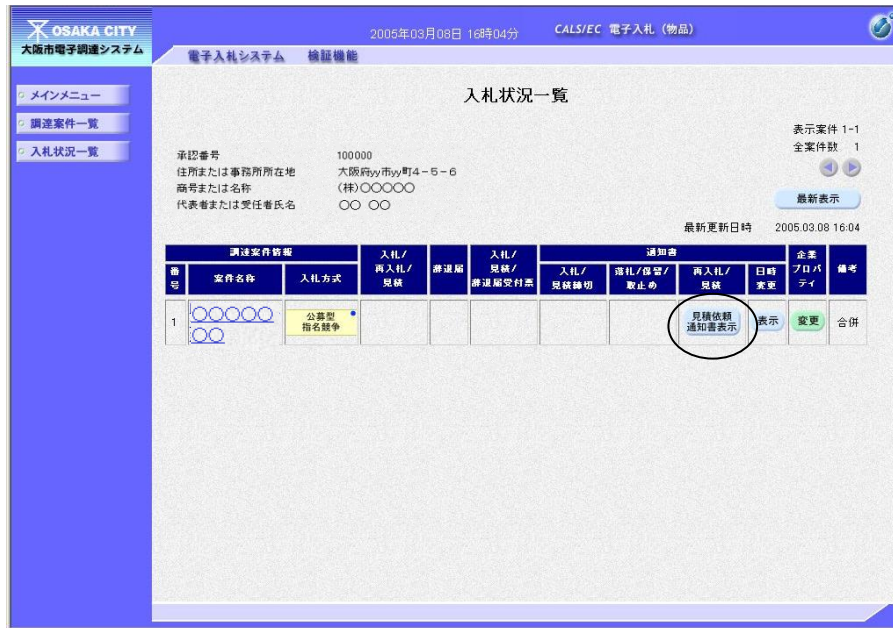 OSAKA CITY
大阪市電子調達システム
2005年03月08日 16時04分
CALS/EC 電子入札(物品)
電子入札システム 検証機能
メインメニュー
調達案件一覧
入札状況一覧
入札状況一覧
表示案件 1-1
全案件数 1
承認番号 100000
住所または事務所所在地 大阪府yy市yy町4-5-6
商号または名称 (株)○○○○○
代表者または受任者氏名 ○○ ○○
最新表示
最新更新日時 2005.03.08 16:04
調達案件情報 入札/再入札/見積 辞退届 入札/見積/辞退届受付票 通知書 企業プロパティ 備考
番号 案件名称 入札方式 入札/見積締切 落札/保留/取止め 再入札/見積 日時変更
1 ○○○○○○○ 公募型指名競争 見積依頼通知書表示 表示 変更 合併